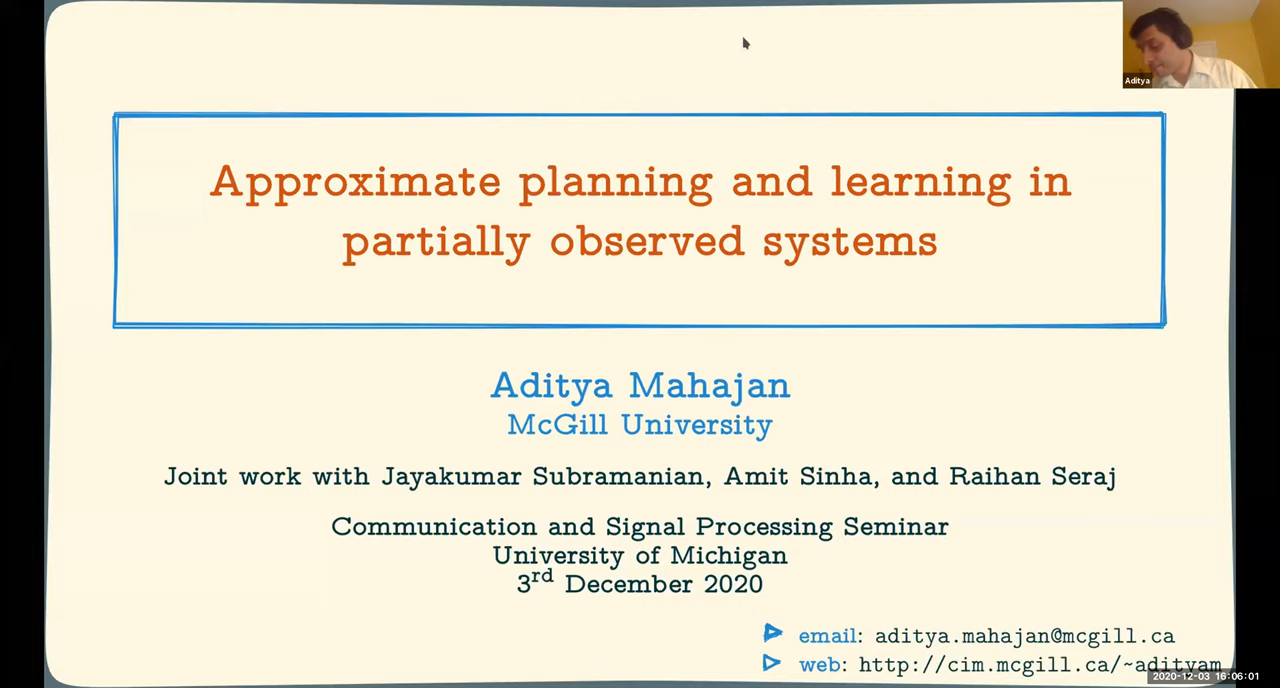 Aditya
Approximate planning and learning in
partially observed systems
Aditya Mahajan
McGill University
Joint work with Jayakumar Subramanian, Amit Sinha, and Raihan Seraj
Communication and Signal Processing Seminar
University of Michigan
3rd December 2020
email: aditya.mahajan@mcgill.ca
web: http://cim.mcgill.ca/~adityam
2020-12-03 16:06:01